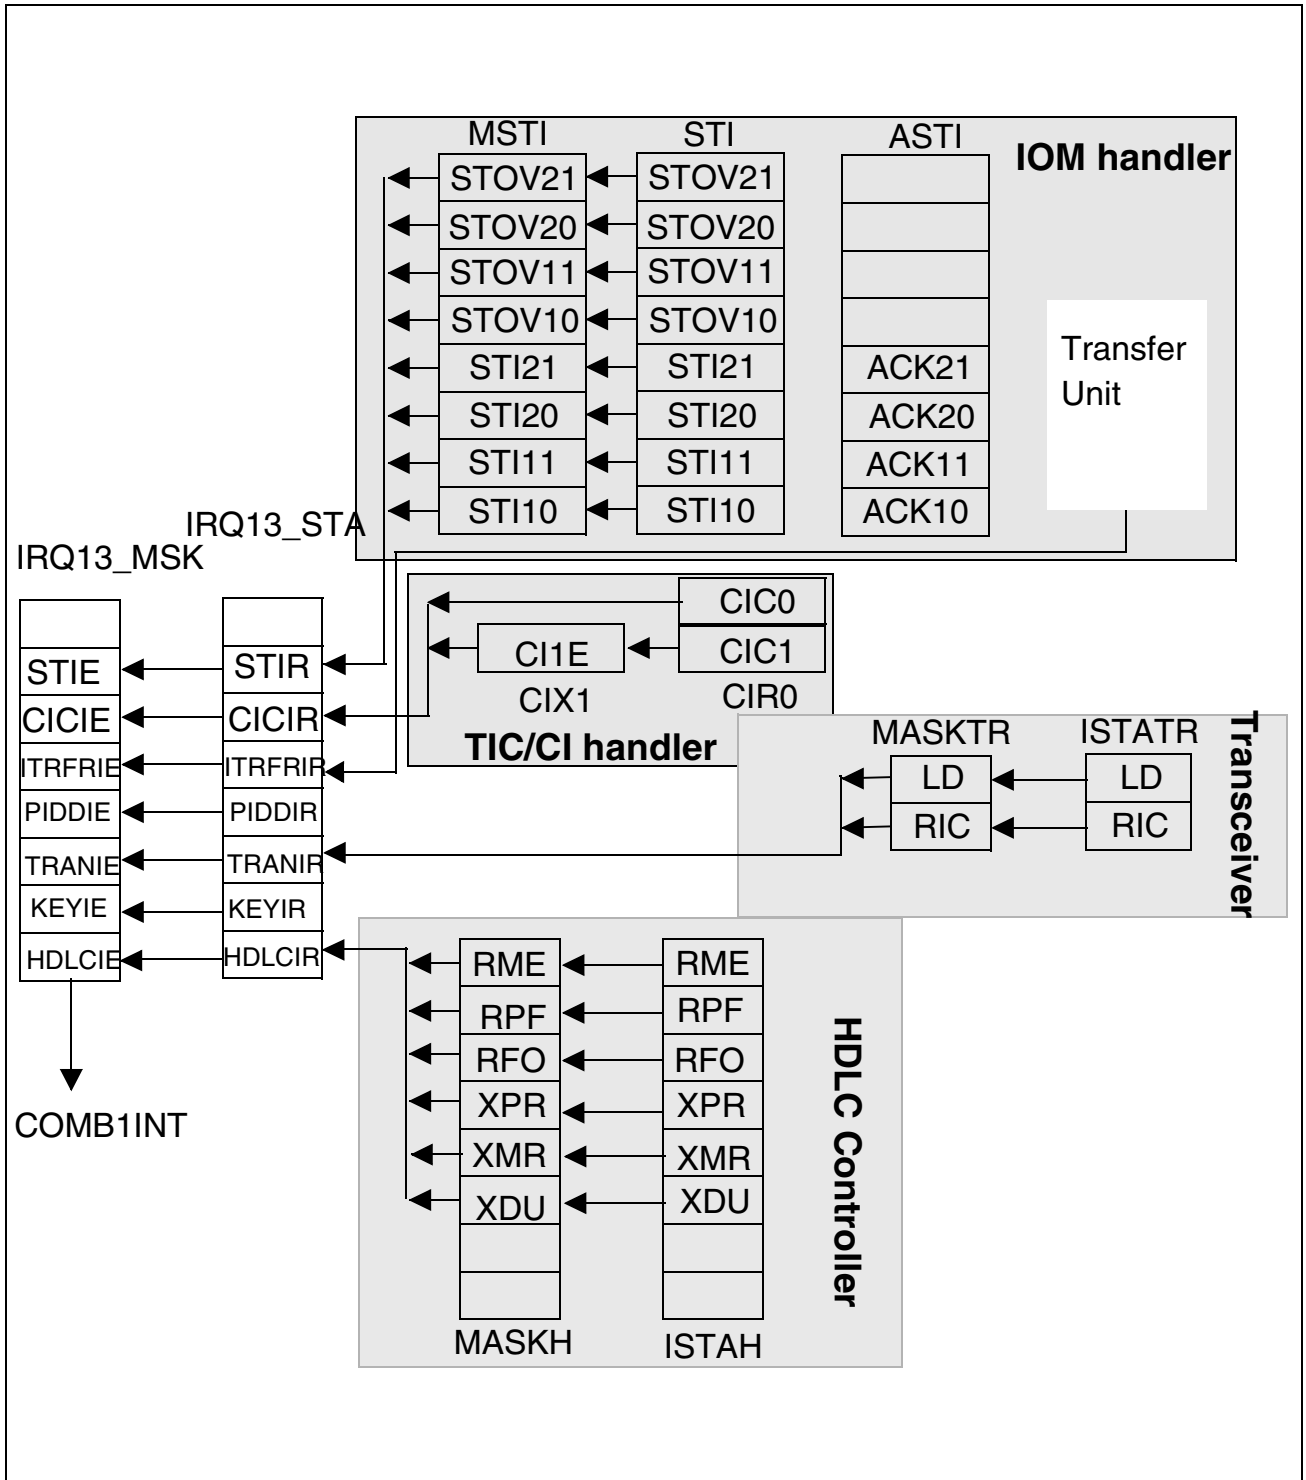 MSTI STI ASTI
IOM handler
STOV21 STOV21
STOV20 STOV20
STOV11 STOV11
STOV10 STOV10
Transfer
Unit
STI21 STI21 ACK21
STI20 STI20 ACK20
STI11 STI11 ACK11
STI10 STI10 ACK10
IRQ13_STA
IRQ13_MSK
CIC0
CI1E CIC1
CIX1 CIR0
TIC/CI handler
STIE STIR
CICIE CICIR
ITRFRIE ITRFRIR
PIDDIE PIDDIR
TRANIE TRANIR
KEYIE KEYIR
HDLCIE HDLCIR
COMB1INT
MASKTR ISTATR
LD LD
RIC RIC
Transceiver
RME RME
RPF RPF
RFO RFO
XPR XPR
XMR XMR
XDU XDU
MASKH ISTAH
HDLC Controller